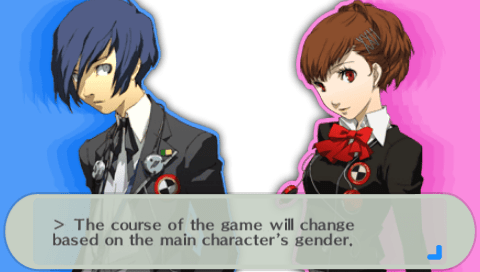 > The course of the game will change
based on the main character's gender.